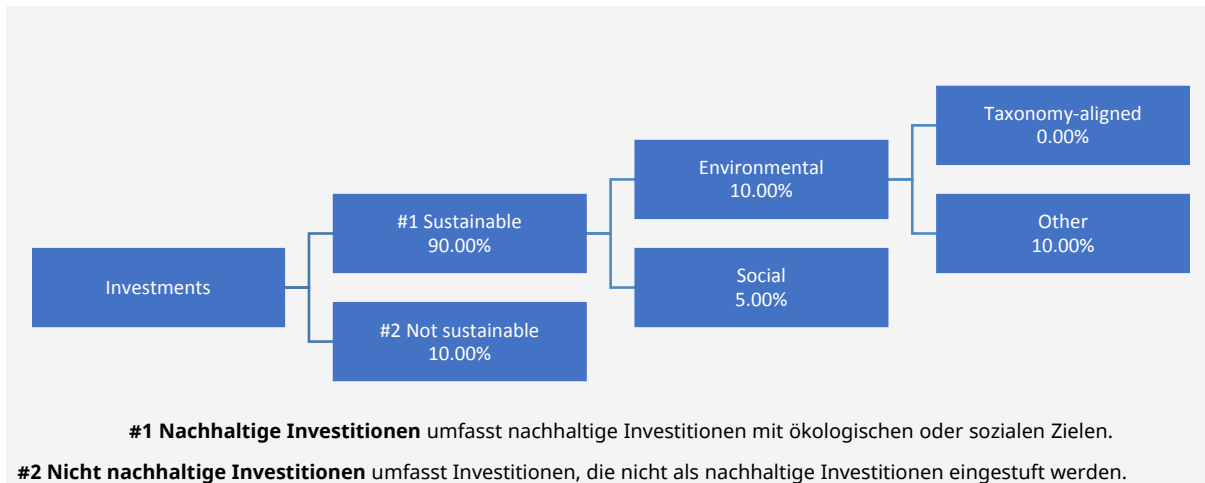 Taxonomy-aligned
0.00%
Environmental
10.00%
#1 Sustainable
90.00%
Other
10.00%
Investments
Social
5.00%
#2 Not sustainable
10.00%
#1 Nachhaltige Investitionen umfasst nachhaltige Investitionen mit ökologischen oder sozialen Zielen.
#2 Nicht nachhaltige Investitionen umfasst Investitionen, die nicht als nachhaltige Investitionen eingestuft werden.